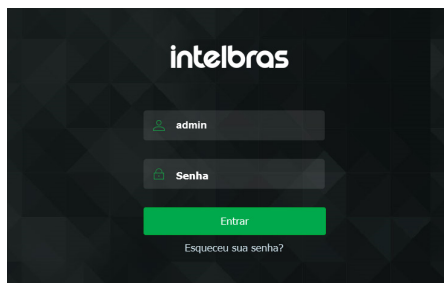 intelbras
admin
Senha
Entrar
Esqueceu sua senha?